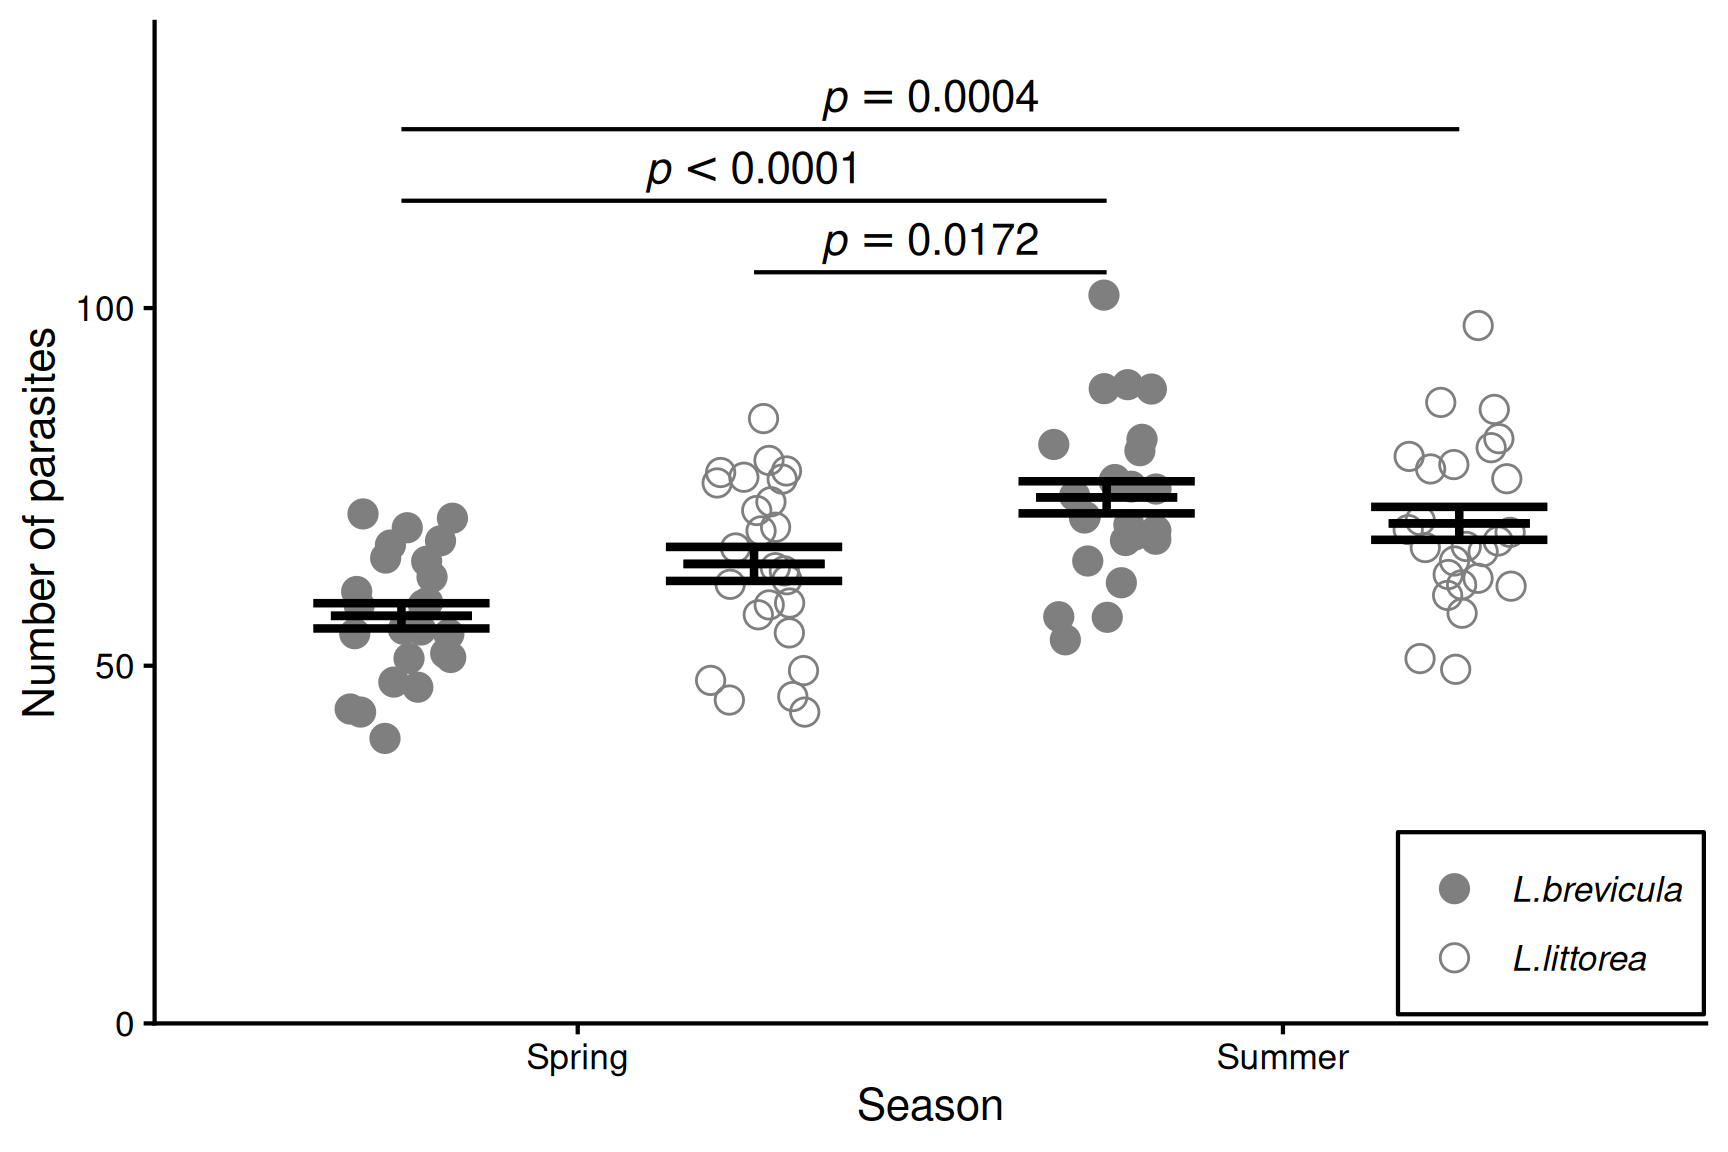 p = 0.0004
p < 0.0001
p = 0.0172
Number of parasites
100
50
0
Spring
Summer
Season
L.brevicula
L.littorea